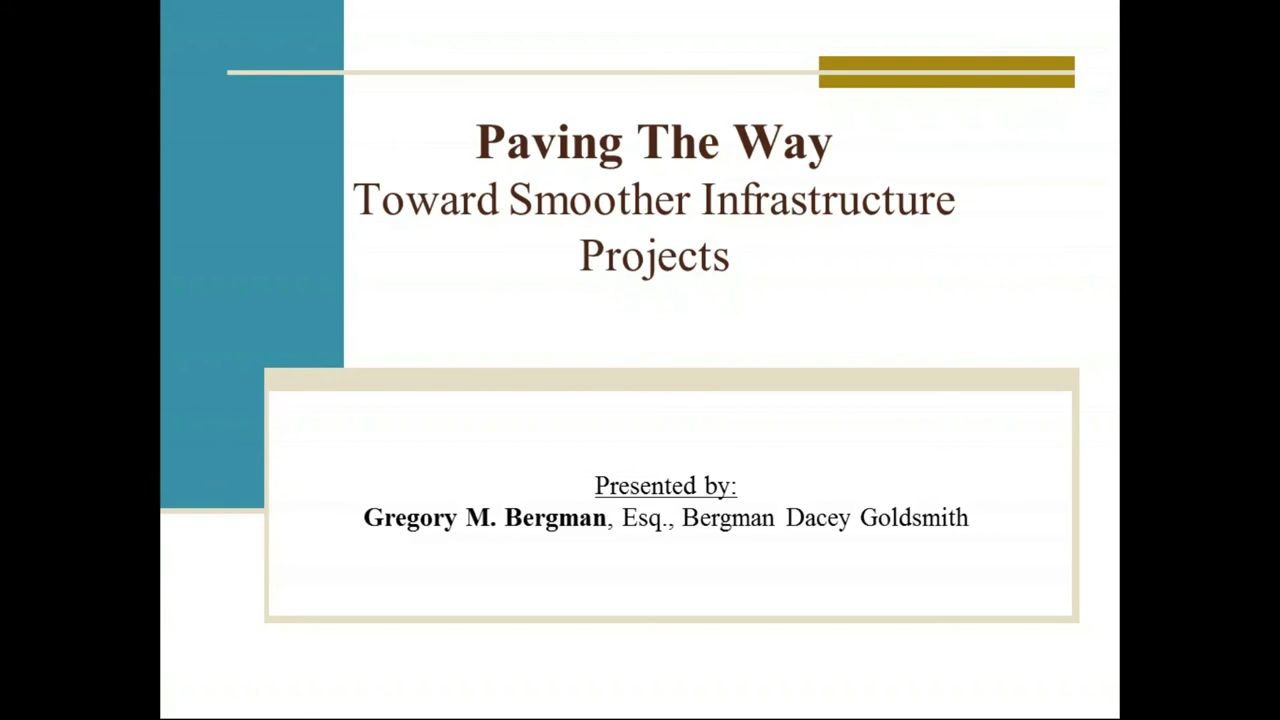 Paving The Way
Toward Smoother Infrastructure
Projects
Presented by:
Gregory M. Bergman, Esq., Bergman Dacey Goldsmith